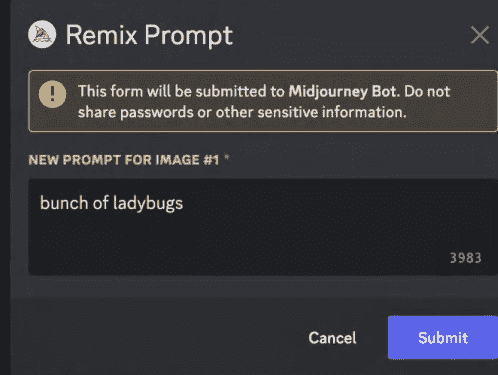 Remix Prompt
This form will be submitted to Midjourney Bot. Do not
share passwords or other sensitive information.
NEW PROMPT FOR IMAGE #1 *
bunch of ladybugs
3983
Cancel
Submit